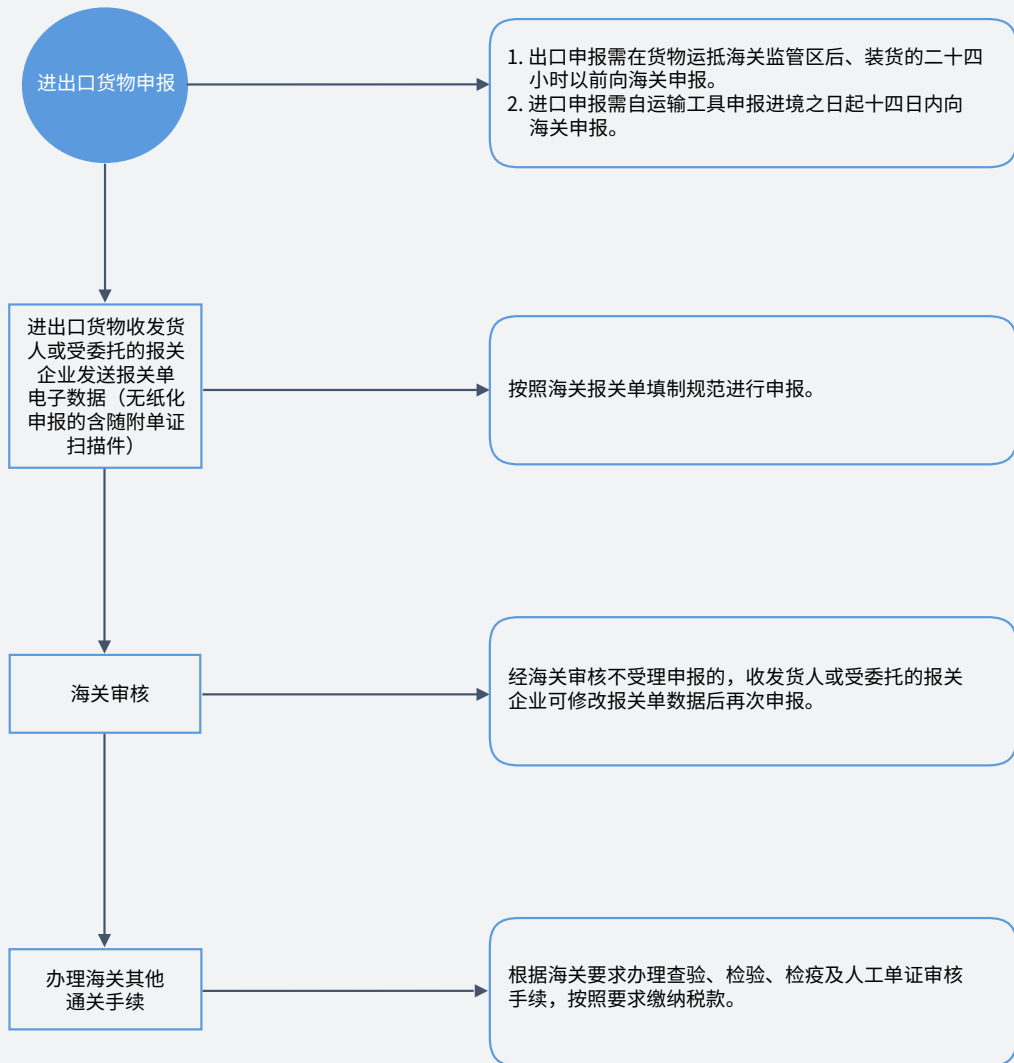 进出口货物申报
1. 出口申报需在货物运抵海关监管区后、装货的二十四
小时以前向海关申报。
2. 进口申报需自运输工具申报进境之日起十四日内向
海关申报。
进出口货物收发货
人或受委托的报关
企业发送报关单
电子数据（无纸化
申报的含随附单证
扫描件）
按照海关报关单填制规范进行申报。
海关审核
经海关审核不受理申报的，收发货人或受委托的报关
企业可修改报关单数据后再次申报。
办理海关其他
通关手续
根据海关要求办理查验、检验、检疫及人工单证审核
手续，按照要求缴纳税款。